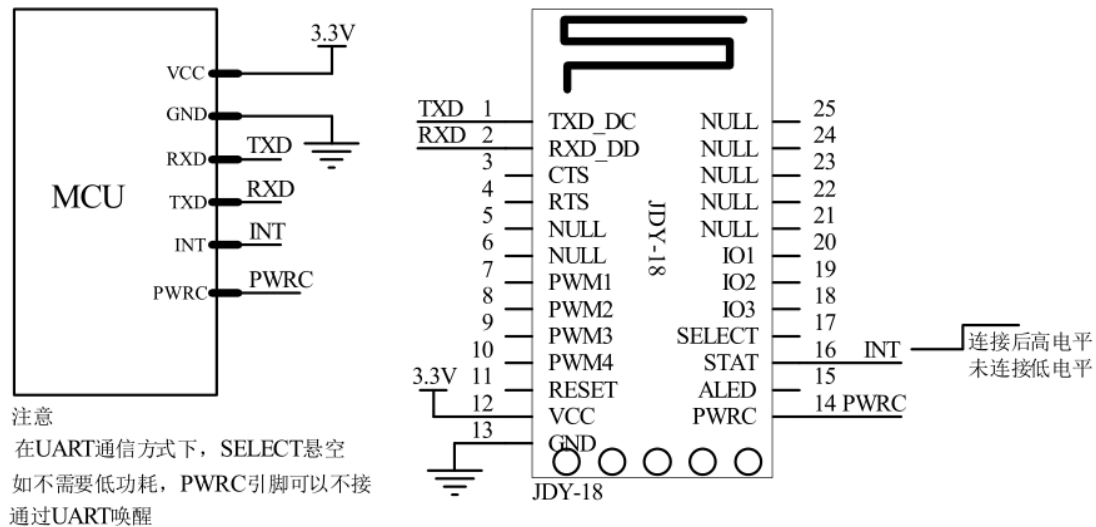 3.3V
VCC
GND
RXD TXD
MCU
TXD RXD
INT INT
PWRC PWRC
注意
在UART通信方式下，SELECT悬空
如不需要低功耗，PWRC引脚可以不接
通过UART唤醒
TXD 1 TXD_DC NULL 25
RXD 2 RXD_DD NULL 24
3 CTS NULL 23
4 RTS NULL 22
5 NULL NULL 21
6 NULL IO1 20
7 PWM1 IO2 19
8 PWM2 IO3 18
9 PWM3 SELECT 17
10 PWM4 STAT 16 INT
11 RESET ALED 15
3.3V 12 VCC PWRC 14 PWRC
13 GND
JDY-18
连接后高电平
未连接低电平
JDY-18